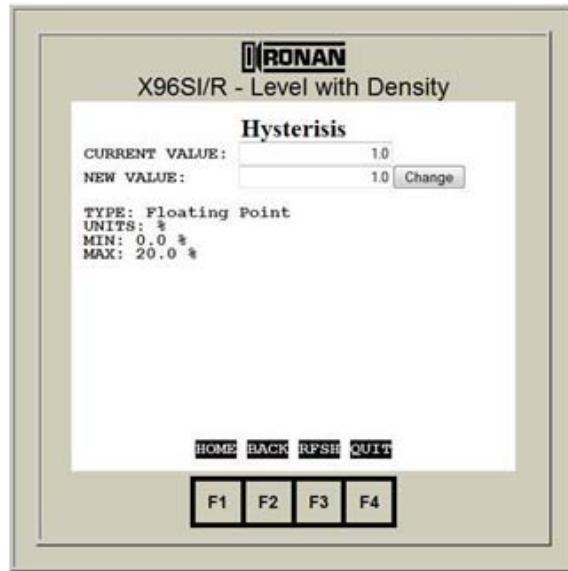 RONAN
X96SI/R - Level with Density
Hysterisis
CURRENT VALUE: 1.0
NEW VALUE: 1.0 Change
TYPE: Floating Point
UNITS: %
MIN: 0.0 %
MAX: 20.0 %
HOME BACK RFSH QUIT
F1 F2 F3 F4